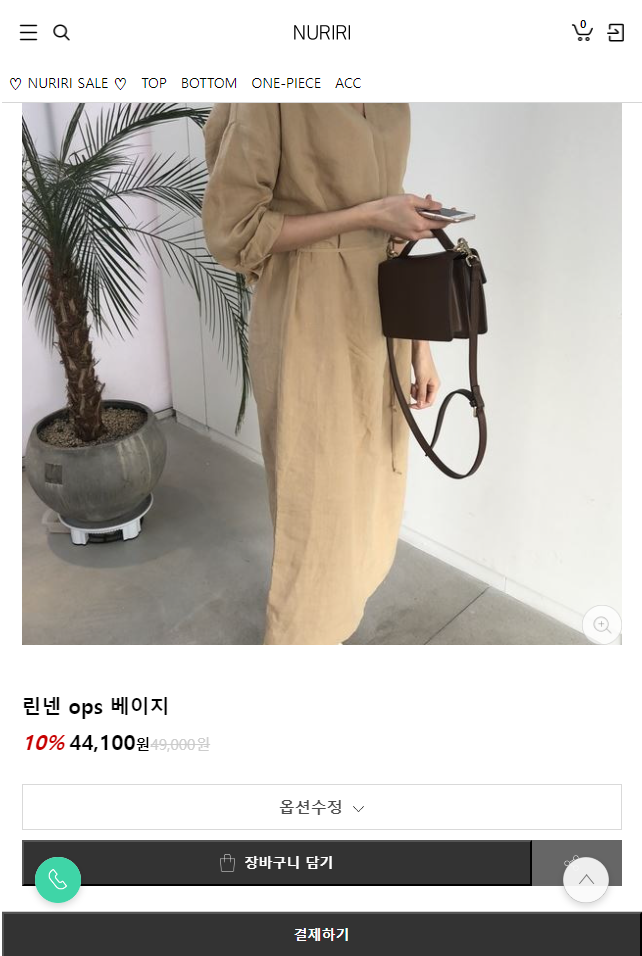 NURIRI
0
♡ NURIRI SALE ♡ TOP BOTTOM ONE-PIECE ACC
린넨 ops 베이지
10% 44,100원 49,000원
옵션수정
장바구니 담기
결제하기